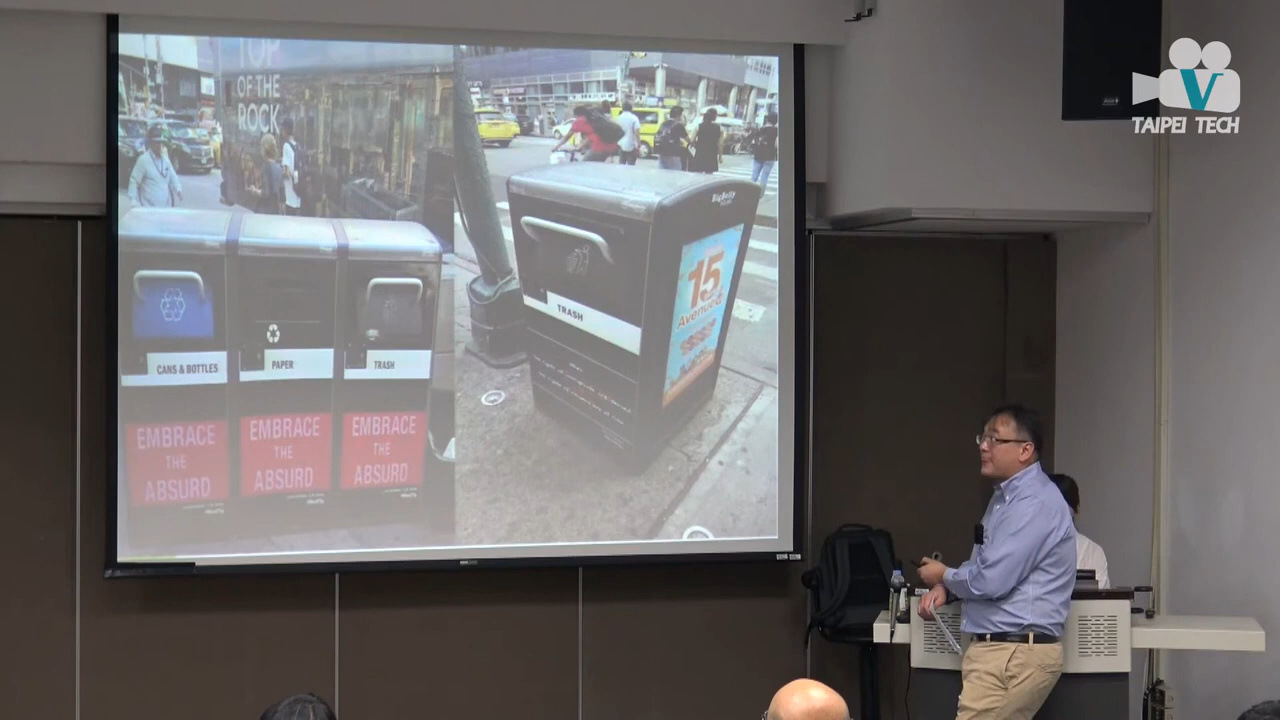 TOP
OF THE
ROCK
CANS & BOTTLES
PAPER
TRASH
EMBRACE
THE
ABSURD
EMBRACE
THE
ABSURD
EMBRACE
THE
ABSURD
BigBelly
TRASH
15
Avenue
V
TAIPEI TECH